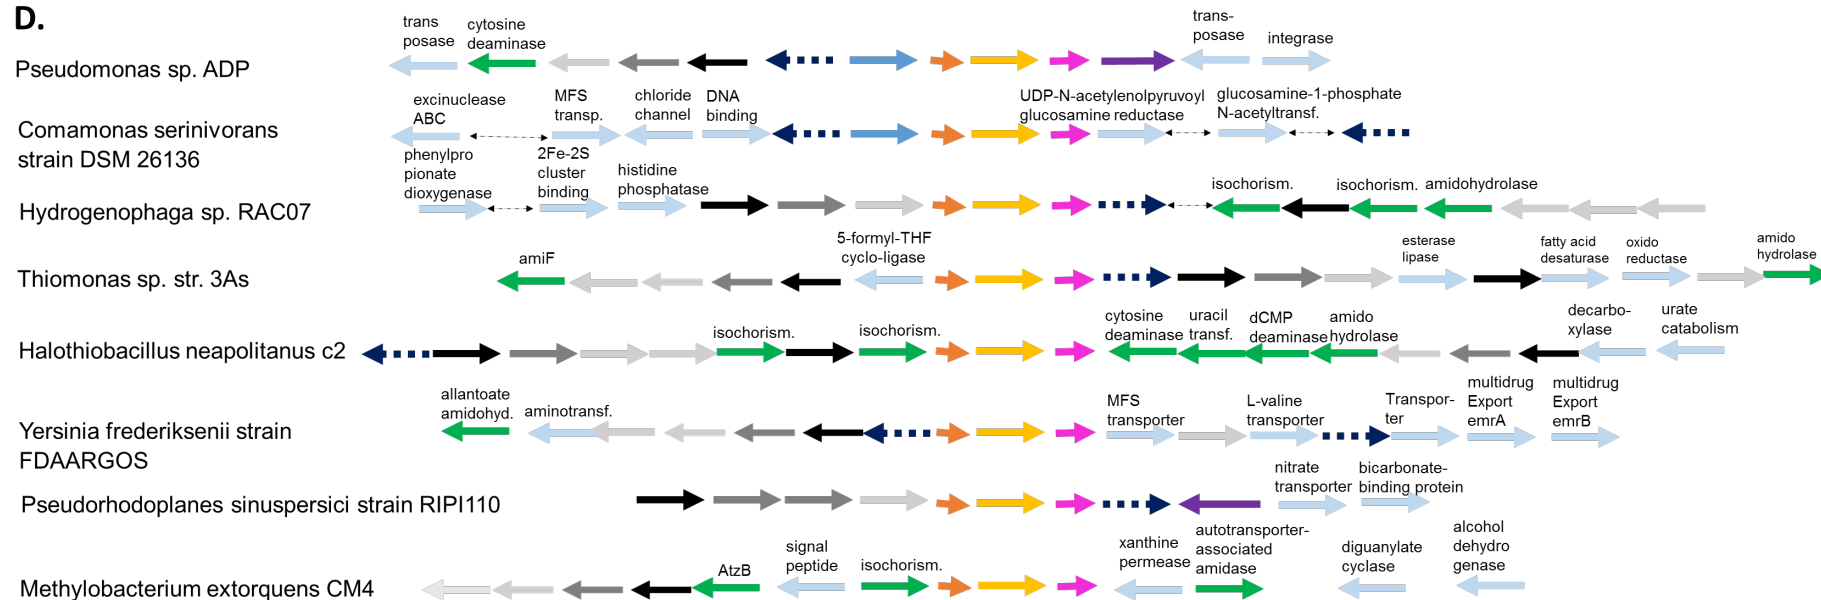 D.
trans
posase
cytosine
deaminase
trans-
posase
integrase
Pseudomonas sp. ADP
excinuclease
ABC
MFS
transp.
chloride
channel
DNA
binding
UDP-N-acetylenolpyruvoyl
glucosamine reductase
glucosamine-1-phosphate
N-acetyltransf.
Comamonas serinivorans
strain DSM 26136
phenylpro
pionate
dioxygenase
2Fe-2S
cluster
binding
histidine
phosphatase
isochorism.
isochorism.
amidohydrolase
Hydrogenophaga sp. RAC07
amiF
5-formyl-THF
cyclo-ligase
esterase
lipase
fatty acid
desaturase
oxido
reductase
amido
hydrolase
Thiomonas sp. str. 3As
isochorism.
isochorism.
cytosine
deaminase
uracil
transf.
dCMP
deaminase
amido
hydrolase
decarbo-
xylase
urate
catabolism
Halothiobacillus neapolitanus c2
allantoate
amidohyd.
aminotransf.
MFS
transporter
L-valine
transporter
Transpor-
ter
multidrug
Export
emrA
multidrug
Export
emrB
Yersinia frederiksenii strain
FDAARGOS
nitrate
transporter
bicarbonate-
binding protein
Pseudorhodoplanes sinuspersici strain RIPI110
AtzB
signal
peptide
isochorism.
xanthine
permease
autotransporter-
associated
amidase
diguanylate
cyclase
alcohol
dehydro
genase
Methylobacterium extorquens CM4